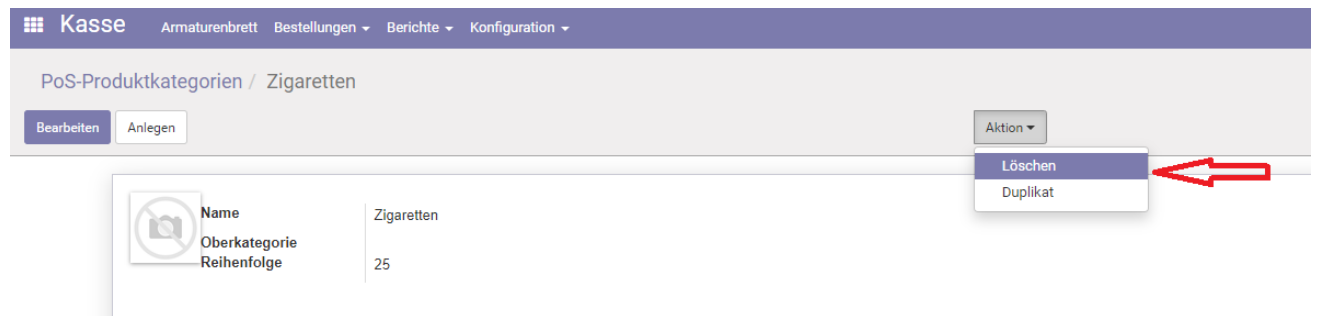 Kasse Armaturenbrett Bestellungen Berichte Konfiguration
PoS-Produktkategorien / Zigaretten
Bearbeiten Anlegen Aktion
Löschen
Duplikat
Name Zigaretten
Oberkategorie
Reihenfolge 25